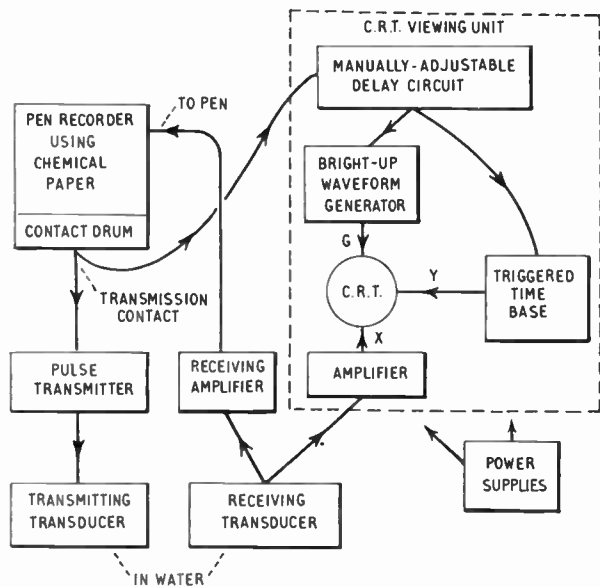 C.R.T. VIEWING UNIT
MANUALLY-ADJUSTABLE
DELAY CIRCUIT
TO PEN
PEN RECORDER
USING
CHEMICAL
PAPER
CONTACT DRUM
BRIGHT-UP
WAVEFORM
GENERATOR
G
C.R.T.
Y
TRIGGERED
TIME
BASE
X
TRANSMISSION
CONTACT
PULSE
TRANSMITTER
RECEIVING
AMPLIFIER
AMPLIFIER
TRANSMITTING
TRANSDUCER
RECEIVING
TRANSDUCER
POWER
SUPPLIES
IN WATER